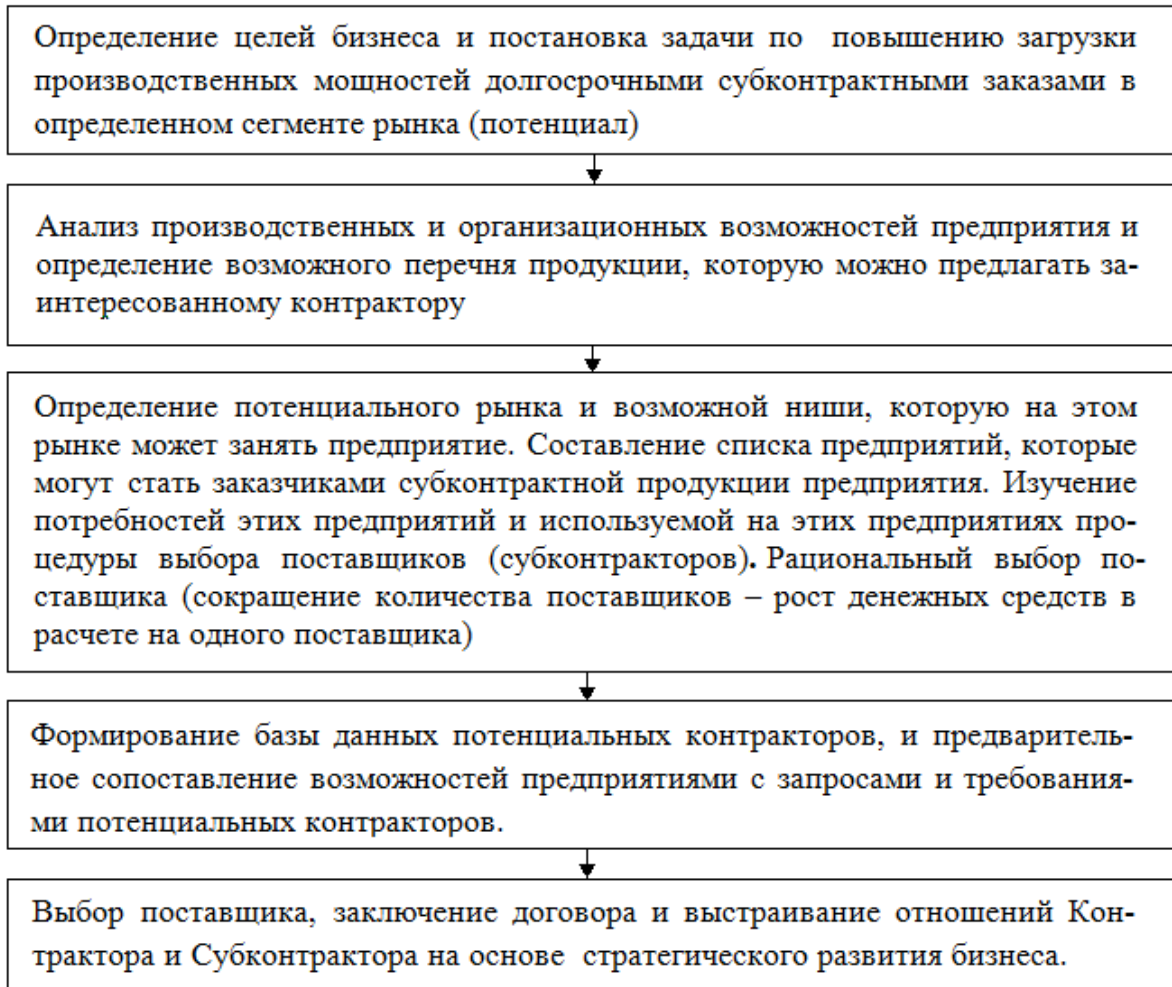 Определение целей бизнеса и постановка задачи по повышению загрузки
производственных мощностей долгосрочными субконтрактными заказами в
определенном сегменте рынка (потенциал)
Анализ производственных и организационных возможностей предприятия и
определение возможного перечня продукции, которую можно предлагать за-
интересованному контрактору
Определение потенциального рынка и возможной ниши, которую на этом
рынке может занять предприятие. Составление списка предприятий, которые
могут стать заказчиками субконтрактной продукции предприятия. Изучение
потребностей этих предприятий и используемой на этих предприятиях про-
цедуры выбора поставщиков (субконтракторов). Рациональный выбор по-
ставщика (сокращение количества поставщиков – рост денежных средств в
расчете на одного поставщика)
Формирование базы данных потенциальных контракторов, и предваритель-
ное сопоставление возможностей предприятиями с запросами и требования-
ми потенциальных контракторов.
Выбор поставщика, заключение договора и выстраивание отношений Кон-
трактора и Субконтрактора на основе стратегического развития бизнеса.